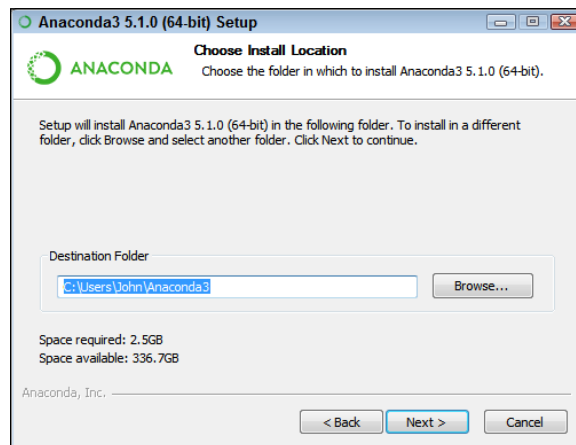 Anaconda3 5.1.0 (64-bit) Setup
Choose Install Location
Choose the folder in which to install Anaconda3 5.1.0 (64-bit).
ANACONDA
Setup will install Anaconda3 5.1.0 (64-bit) in the following folder. To install in a different
folder, click Browse and select another folder. Click Next to continue.
Destination Folder
C:\Users\John\Anaconda3
Browse...
Space required: 2.5GB
Space available: 336.7GB
Anaconda, Inc.
< Back
Next >
Cancel